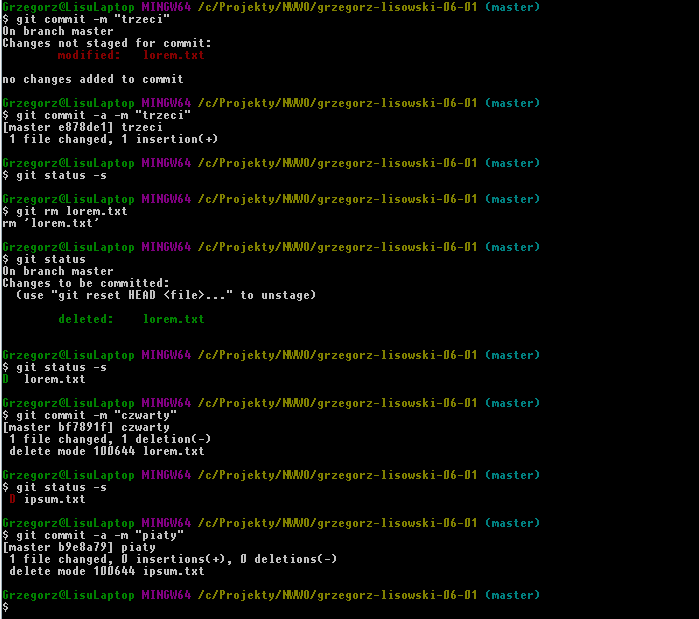 Grzegorz@LisuLaptop MINGW64 /c/Projekty/NWWO/grzegorz-lisowski-06-01 (master)
$ git commit -m "trzeci"
On branch master
Changes not staged for commit:
modified: lorem.txt
no changes added to commit
Grzegorz@LisuLaptop MINGW64 /c/Projekty/NWWO/grzegorz-lisowski-06-01 (master)
$ git commit -a -m "trzeci"
[master e878de1] trzeci
1 file changed, 1 insertion(+)
Grzegorz@LisuLaptop MINGW64 /c/Projekty/NWWO/grzegorz-lisowski-06-01 (master)
$ git status -s
Grzegorz@LisuLaptop MINGW64 /c/Projekty/NWWO/grzegorz-lisowski-06-01 (master)
$ git rm lorem.txt
rm 'lorem.txt'
Grzegorz@LisuLaptop MINGW64 /c/Projekty/NWWO/grzegorz-lisowski-06-01 (master)
$ git status
On branch master
Changes to be committed:
(use "git reset HEAD <file>..." to unstage)
deleted: lorem.txt
Grzegorz@LisuLaptop MINGW64 /c/Projekty/NWWO/grzegorz-lisowski-06-01 (master)
$ git status -s
D lorem.txt
Grzegorz@LisuLaptop MINGW64 /c/Projekty/NWWO/grzegorz-lisowski-06-01 (master)
$ git commit -m "czwarty"
[master bf7891f] czwarty
1 file changed, 1 deletion(-)
delete mode 100644 lorem.txt
Grzegorz@LisuLaptop MINGW64 /c/Projekty/NWWO/grzegorz-lisowski-06-01 (master)
$ git status -s
D ipsum.txt
Grzegorz@LisuLaptop MINGW64 /c/Projekty/NWWO/grzegorz-lisowski-06-01 (master)
$ git commit -a -m "piaty"
[master b9e8a79] piaty
1 file changed, 0 insertions(+), 0 deletions(-)
delete mode 100644 ipsum.txt
Grzegorz@LisuLaptop MINGW64 /c/Projekty/NWWO/grzegorz-lisowski-06-01 (master)
$